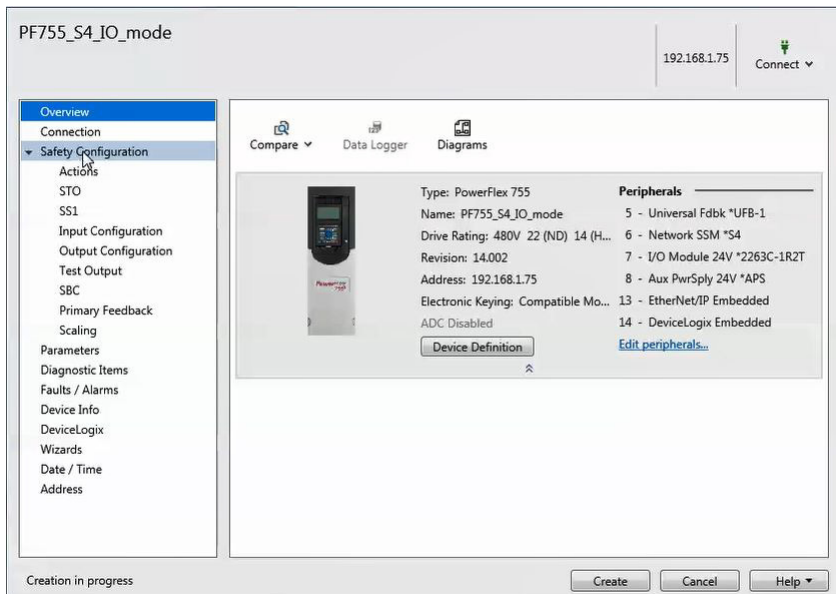 PF755_S4_IO_mode
192.168.1.75
Connect
Overview
Connection
Safety Configuration
Actions
STO
SS1
Input Configuration
Output Configuration
Test Output
SBC
Primary Feedback
Scaling
Parameters
Diagnostic Items
Faults / Alarms
Device Info
DeviceLogix
Wizards
Date / Time
Address
Compare
Data Logger
Diagrams
Type: PowerFlex 755
Name: PF755_S4_IO_mode
Drive Rating: 480V 22 (ND) 14 (H...
Revision: 14.002
Address: 192.168.1.75
Electronic Keying: Compatible Mo...
ADC Disabled
Device Definition
Peripherals
5 - Universal Fdbk *UFB-1
6 - Network SSM *S4
7 - I/O Module 24V *2263C-1R2T
8 - Aux PwrSply 24V *APS
13 - EtherNet/IP Embedded
14 - DeviceLogix Embedded
Edit peripherals...
Creation in progress
Create
Cancel
Help